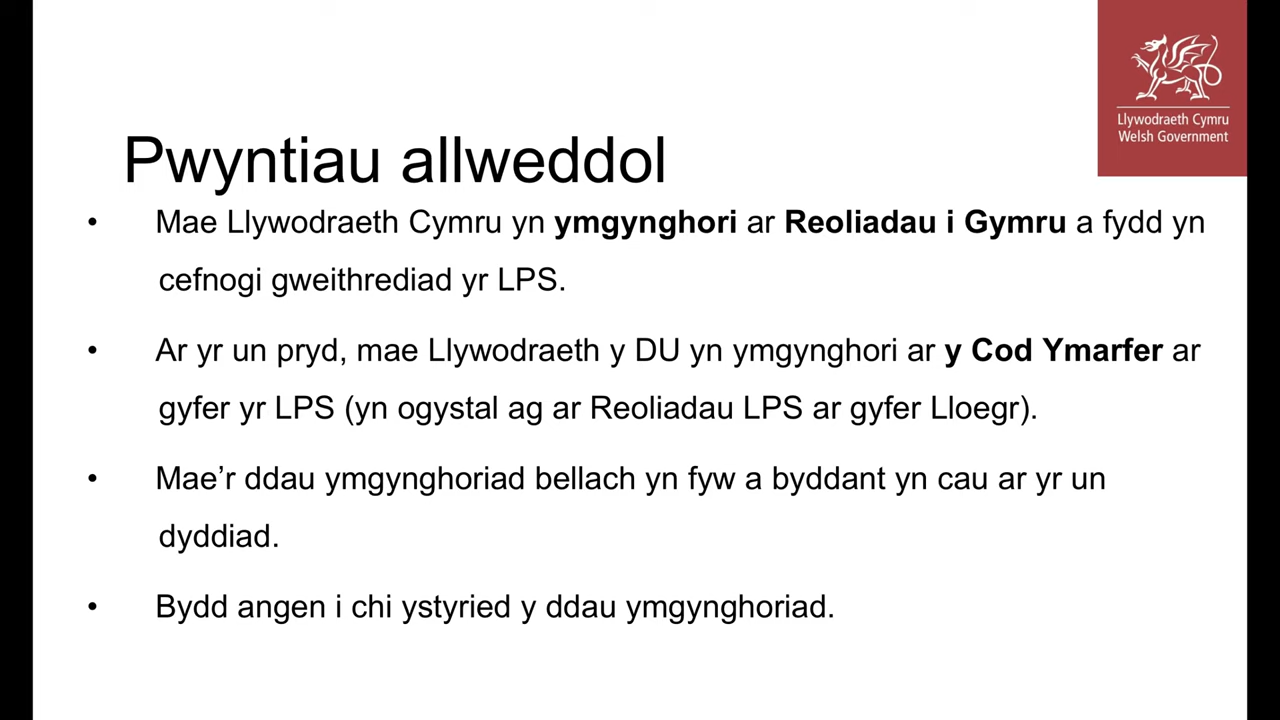 Llywodraeth Cymru
Welsh Government
Pwyntiau allweddol
• Mae Llywodraeth Cymru yn ymgynghori ar Reoliadau i Gymru a fydd yn
cefnogi gweithrediad yr LPS.
• Ar yr un pryd, mae Llywodraeth y DU yn ymgynghori ar y Cod Ymarfer ar
gyfer yr LPS (yn ogystal ag ar Reoliadau LPS ar gyfer Lloegr).
• Mae’r ddau ymgynghoriad bellach yn fyw a byddant yn cau ar yr un
dyddiad.
• Bydd angen i chi ystyried y ddau ymgynghoriad.